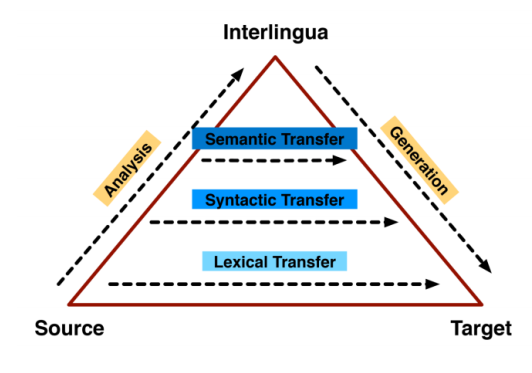 Interlingua
Semantic Transfer
Analysis
Generation
Syntactic Transfer
Lexical Transfer
Source
Target